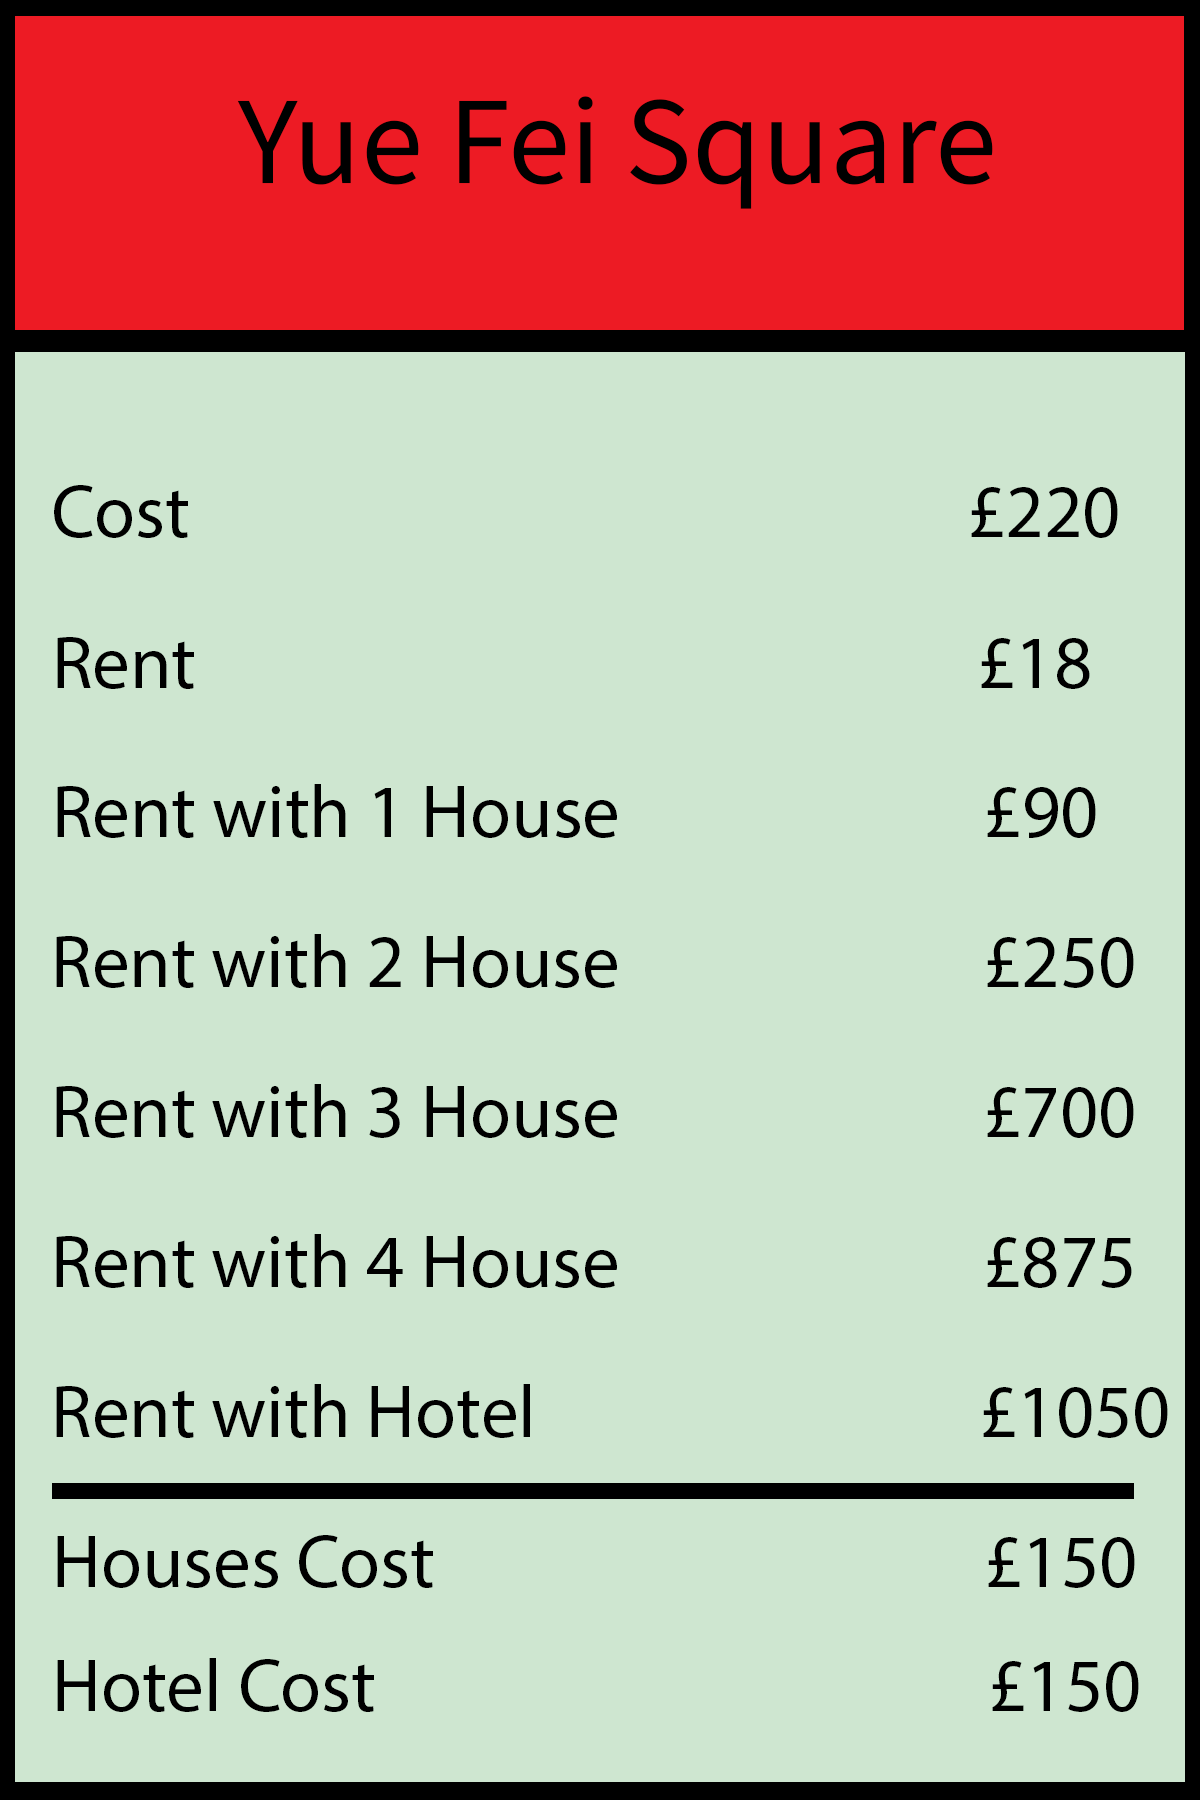 Yue Fei Square
Cost £220
Rent £18
Rent with 1 House £90
Rent with 2 House £250
Rent with 3 House £700
Rent with 4 House £875
Rent with Hotel £1050
Houses Cost £150
Hotel Cost £150